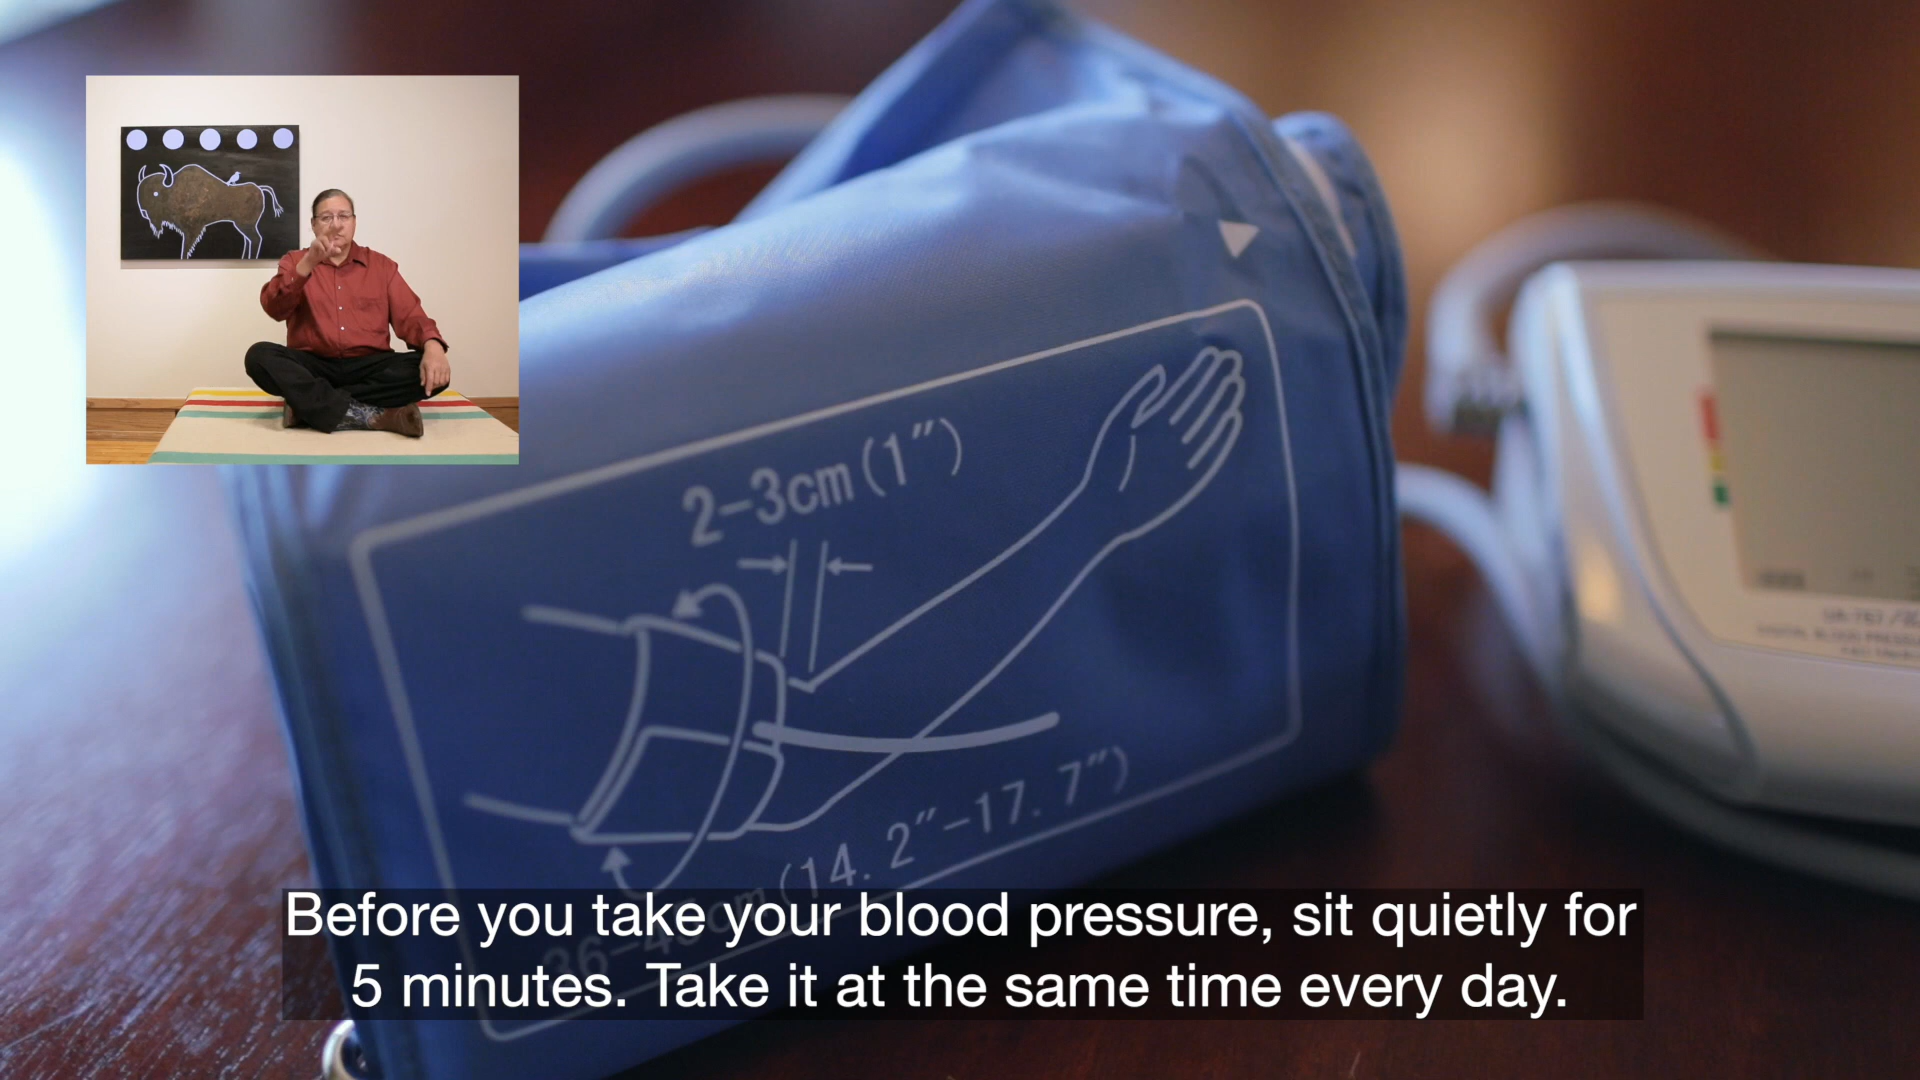 2-3cm (1")
(14. 2"-17. 7")
Before you take your blood pressure, sit quietly for
5 minutes. Take it at the same time every day.